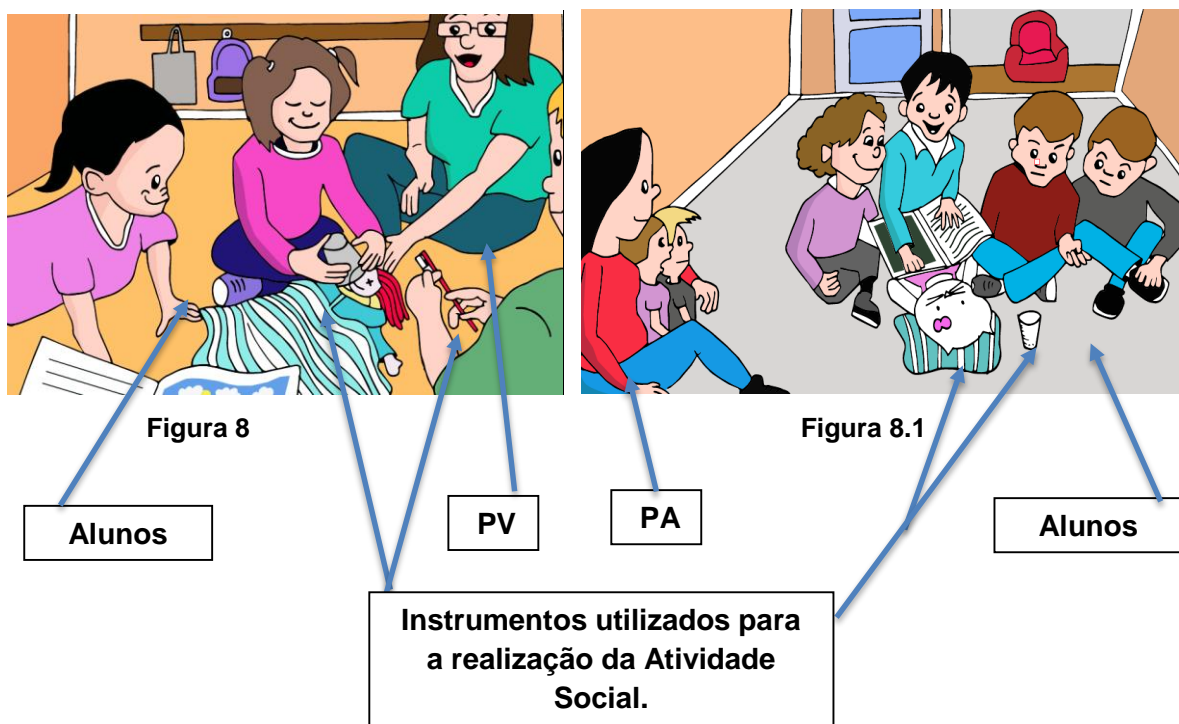 Figura 8
Figura 8.1
Alunos
PV
PA
Alunos
Instrumentos utilizados para
a realização da Atividade
Social.